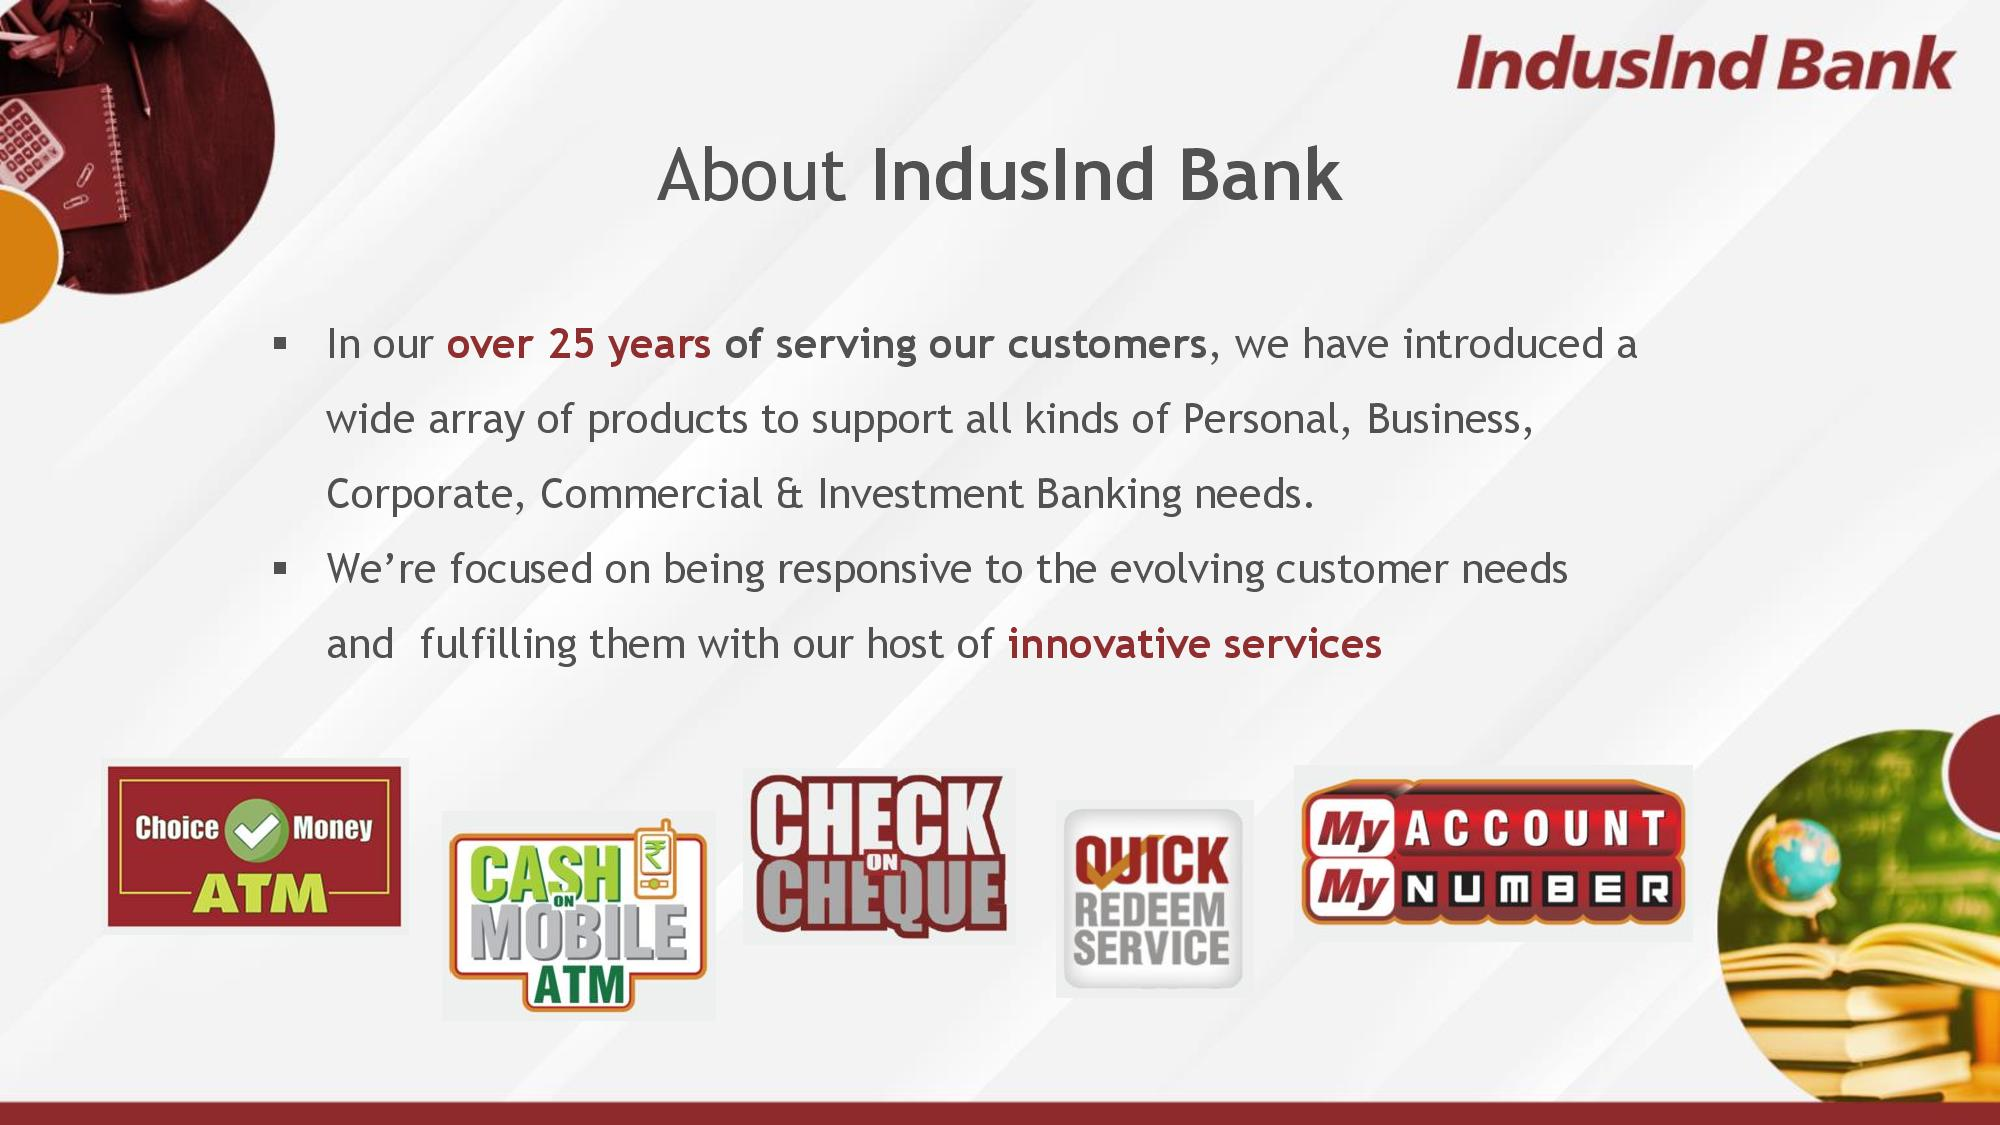 IndusInd Bank
About IndusInd Bank
▪ In our over 25 years of serving our customers, we have introduced a
wide array of products to support all kinds of Personal, Business,
Corporate, Commercial & Investment Banking needs.
▪ We’re focused on being responsive to the evolving customer needs
and  fulfilling them with our host of innovative services
Choice Money
ATM
CASH
ON
MOBILE
ATM
CHECK
ON
CHEQUE
QUICK
REDEEM
SERVICE
My ACCOUNT
My NUMBER